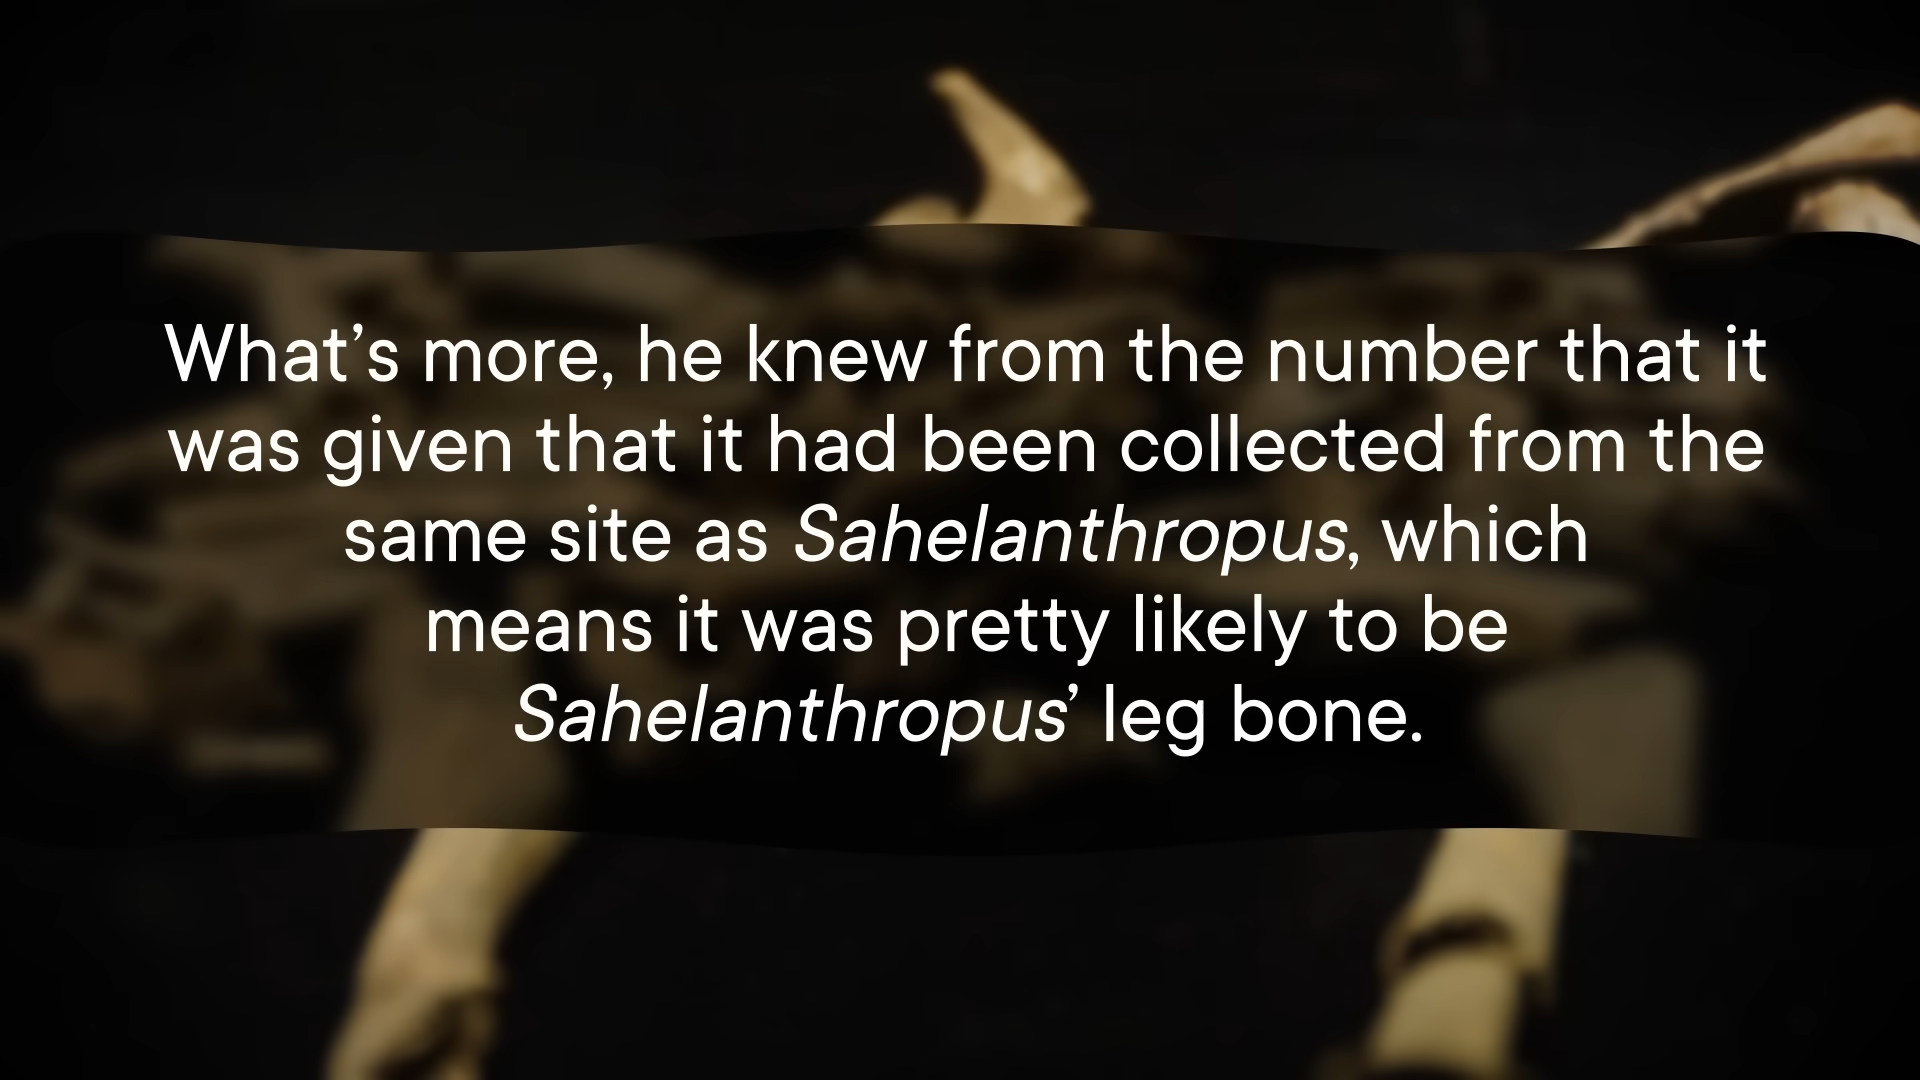 What’s more, he knew from the number that it
was given that it had been collected from the
same site as Sahelanthropus, which
means it was pretty likely to be
Sahelanthropus’ leg bone.